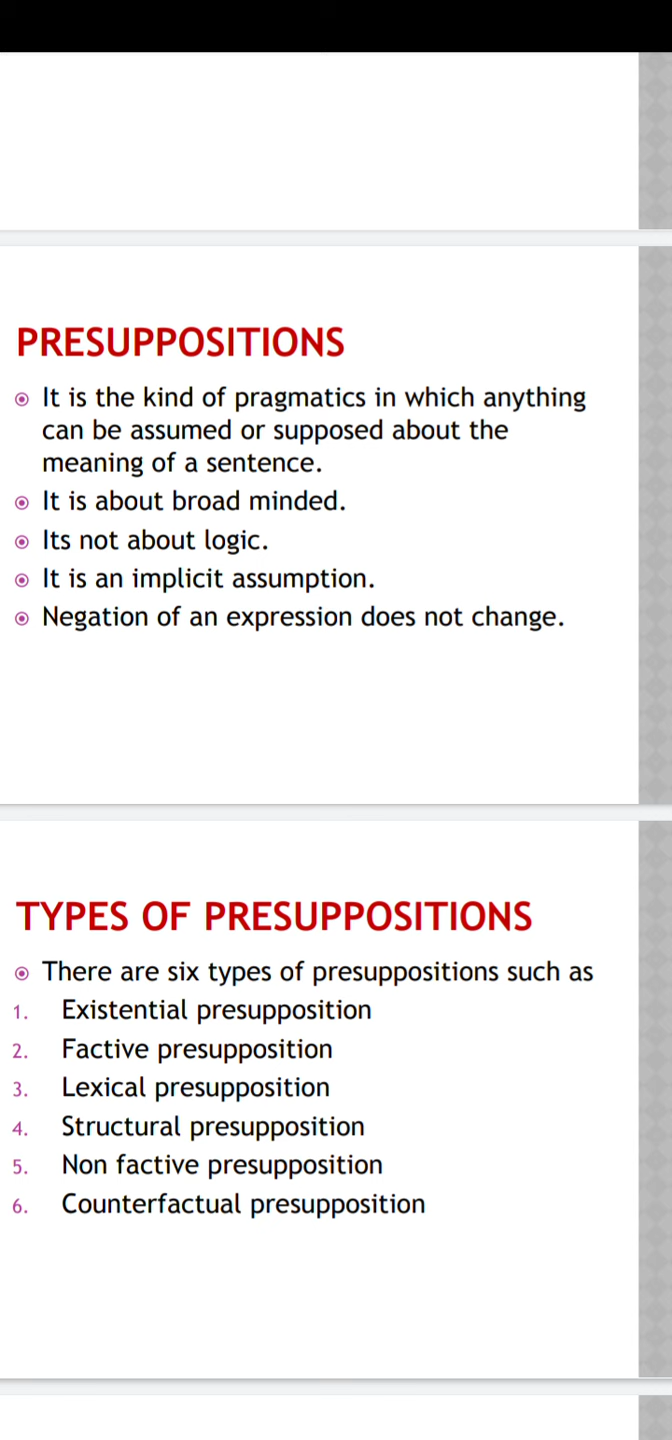 PRESUPPOSITIONS
It is the kind of pragmatics in which anything
can be assumed or supposed about the
meaning of a sentence.
It is about broad minded.
Its not about logic.
It is an implicit assumption.
Negation of an expression does not change.
TYPES OF PRESUPPOSITIONS
There are six types of presuppositions such as
1. Existential presupposition
2. Factive presupposition
3. Lexical presupposition
4. Structural presupposition
5. Non factive presupposition
6. Counterfactual presupposition